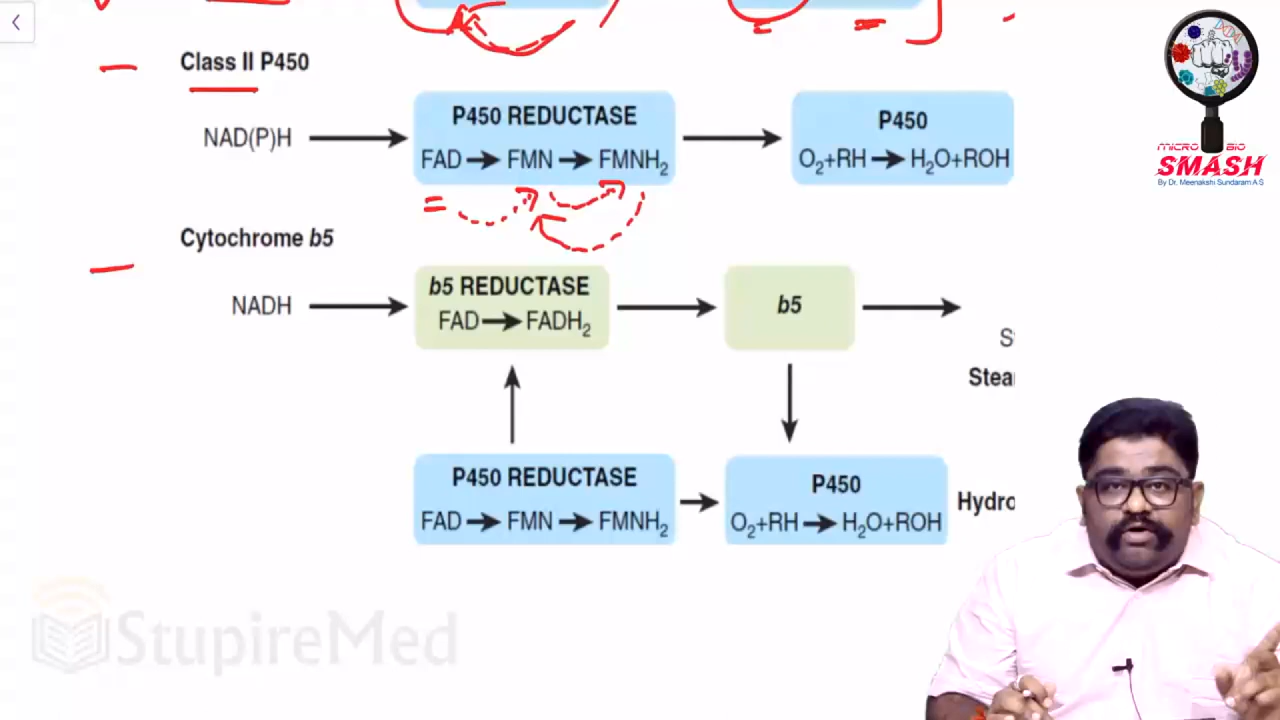 Class II P450
NAD(P)H
P450 REDUCTASE
FAD → FMN → FMNH₂
P450
O₂+RH → H₂O+ROH
Cytochrome b5
NADH
b5 REDUCTASE
FAD → FADH₂
b5
Stea
P450 REDUCTASE
FAD → FMN → FMNH₂
P450
O₂+RH → H₂O+ROH
Hydro
MICRO BIO
SMASH
By Dr. Meenakshi Sundaram A S
StupireMed